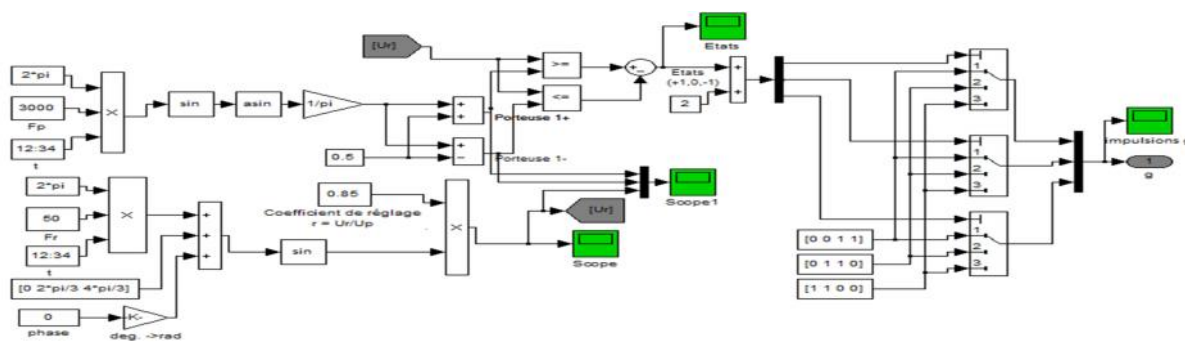 [Ur]
Etats
2*pi
3000
Fp
12:34
t
X
sin
asin
1/pi
+
+
Porteuse 1+
+
−
Porteuse 1-
0.5
>=
<=
+
−
Etats
(+1,0,-1)
2
+
+
1
2
3
1
2
3
1
2
3
impulsions
1
g
2*pi
50
Fr
12:34
t
X
[0 2*pi/3 4*pi/3]
0
phase
-K-
deg. ->rad
+
+
+
sin
0.85
Coefficient de réglage
r = Ur/Up
X
[Ur]
Scope
Scope1
[0 0 1 1]
[0 1 1 0]
[1 1 0 0]